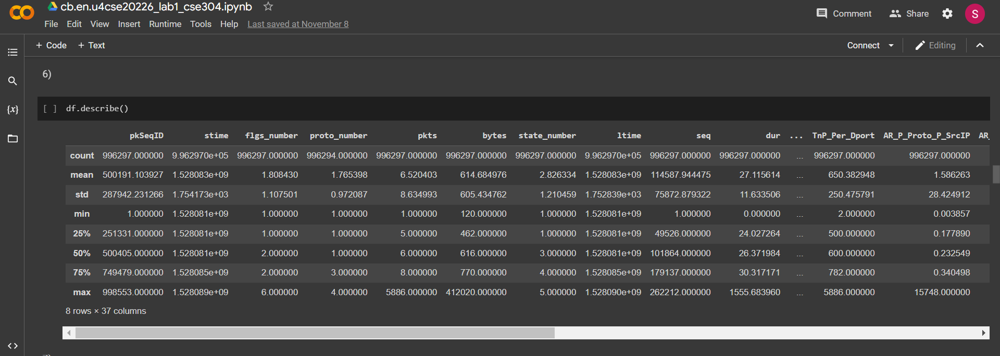 cb.en.u4cse20226_lab1_cse304.ipynb
File Edit View Insert Runtime Tools Help Last saved at November 8
Comment Share S
+ Code + Text
Connect Editing
6)
[ ] df.describe()
pkSeqID stime flgs_number proto_number pkts bytes state_number ltime seq dur ... TnP_Per_Dport AR_P_Proto_P_SrcIP AR_
count 996297.000000 9.962970e+05 996297.000000 996294.000000 996297.000000 996297.000000 996297.000000 9.962970e+05 996297.000000 996297.000000 ... 996297.000000 996297.000000
mean 500191.103927 1.528083e+09 1.808430 1.765398 6.520403 614.684976 2.826334 1.528083e+09 114587.944475 27.115614 ... 650.382948 1.586263
std 287942.231266 1.754173e+03 1.107501 0.972087 8.634993 605.434762 1.210459 1.752839e+03 75872.879322 11.633506 ... 250.475791 28.424912
min 1.000000 1.528081e+09 1.000000 1.000000 1.000000 120.000000 1.000000 1.528081e+09 1.000000 0.000000 ... 2.000000 0.003857
25% 251331.000000 1.528081e+09 1.000000 1.000000 5.000000 462.000000 1.000000 1.528081e+09 49526.000000 24.027264 ... 500.000000 0.177890
50% 500405.000000 1.528081e+09 2.000000 1.000000 6.000000 616.000000 3.000000 1.528081e+09 101864.000000 26.371984 ... 600.000000 0.232549
75% 749479.000000 1.528085e+09 2.000000 3.000000 8.000000 770.000000 4.000000 1.528085e+09 179137.000000 30.317171 ... 782.000000 0.340498
max 998553.000000 1.528089e+09 6.000000 4.000000 5886.000000 412020.000000 5.000000 1.528090e+09 262212.000000 1555.683960 ... 5886.000000 15748.000000
8 rows × 37 columns